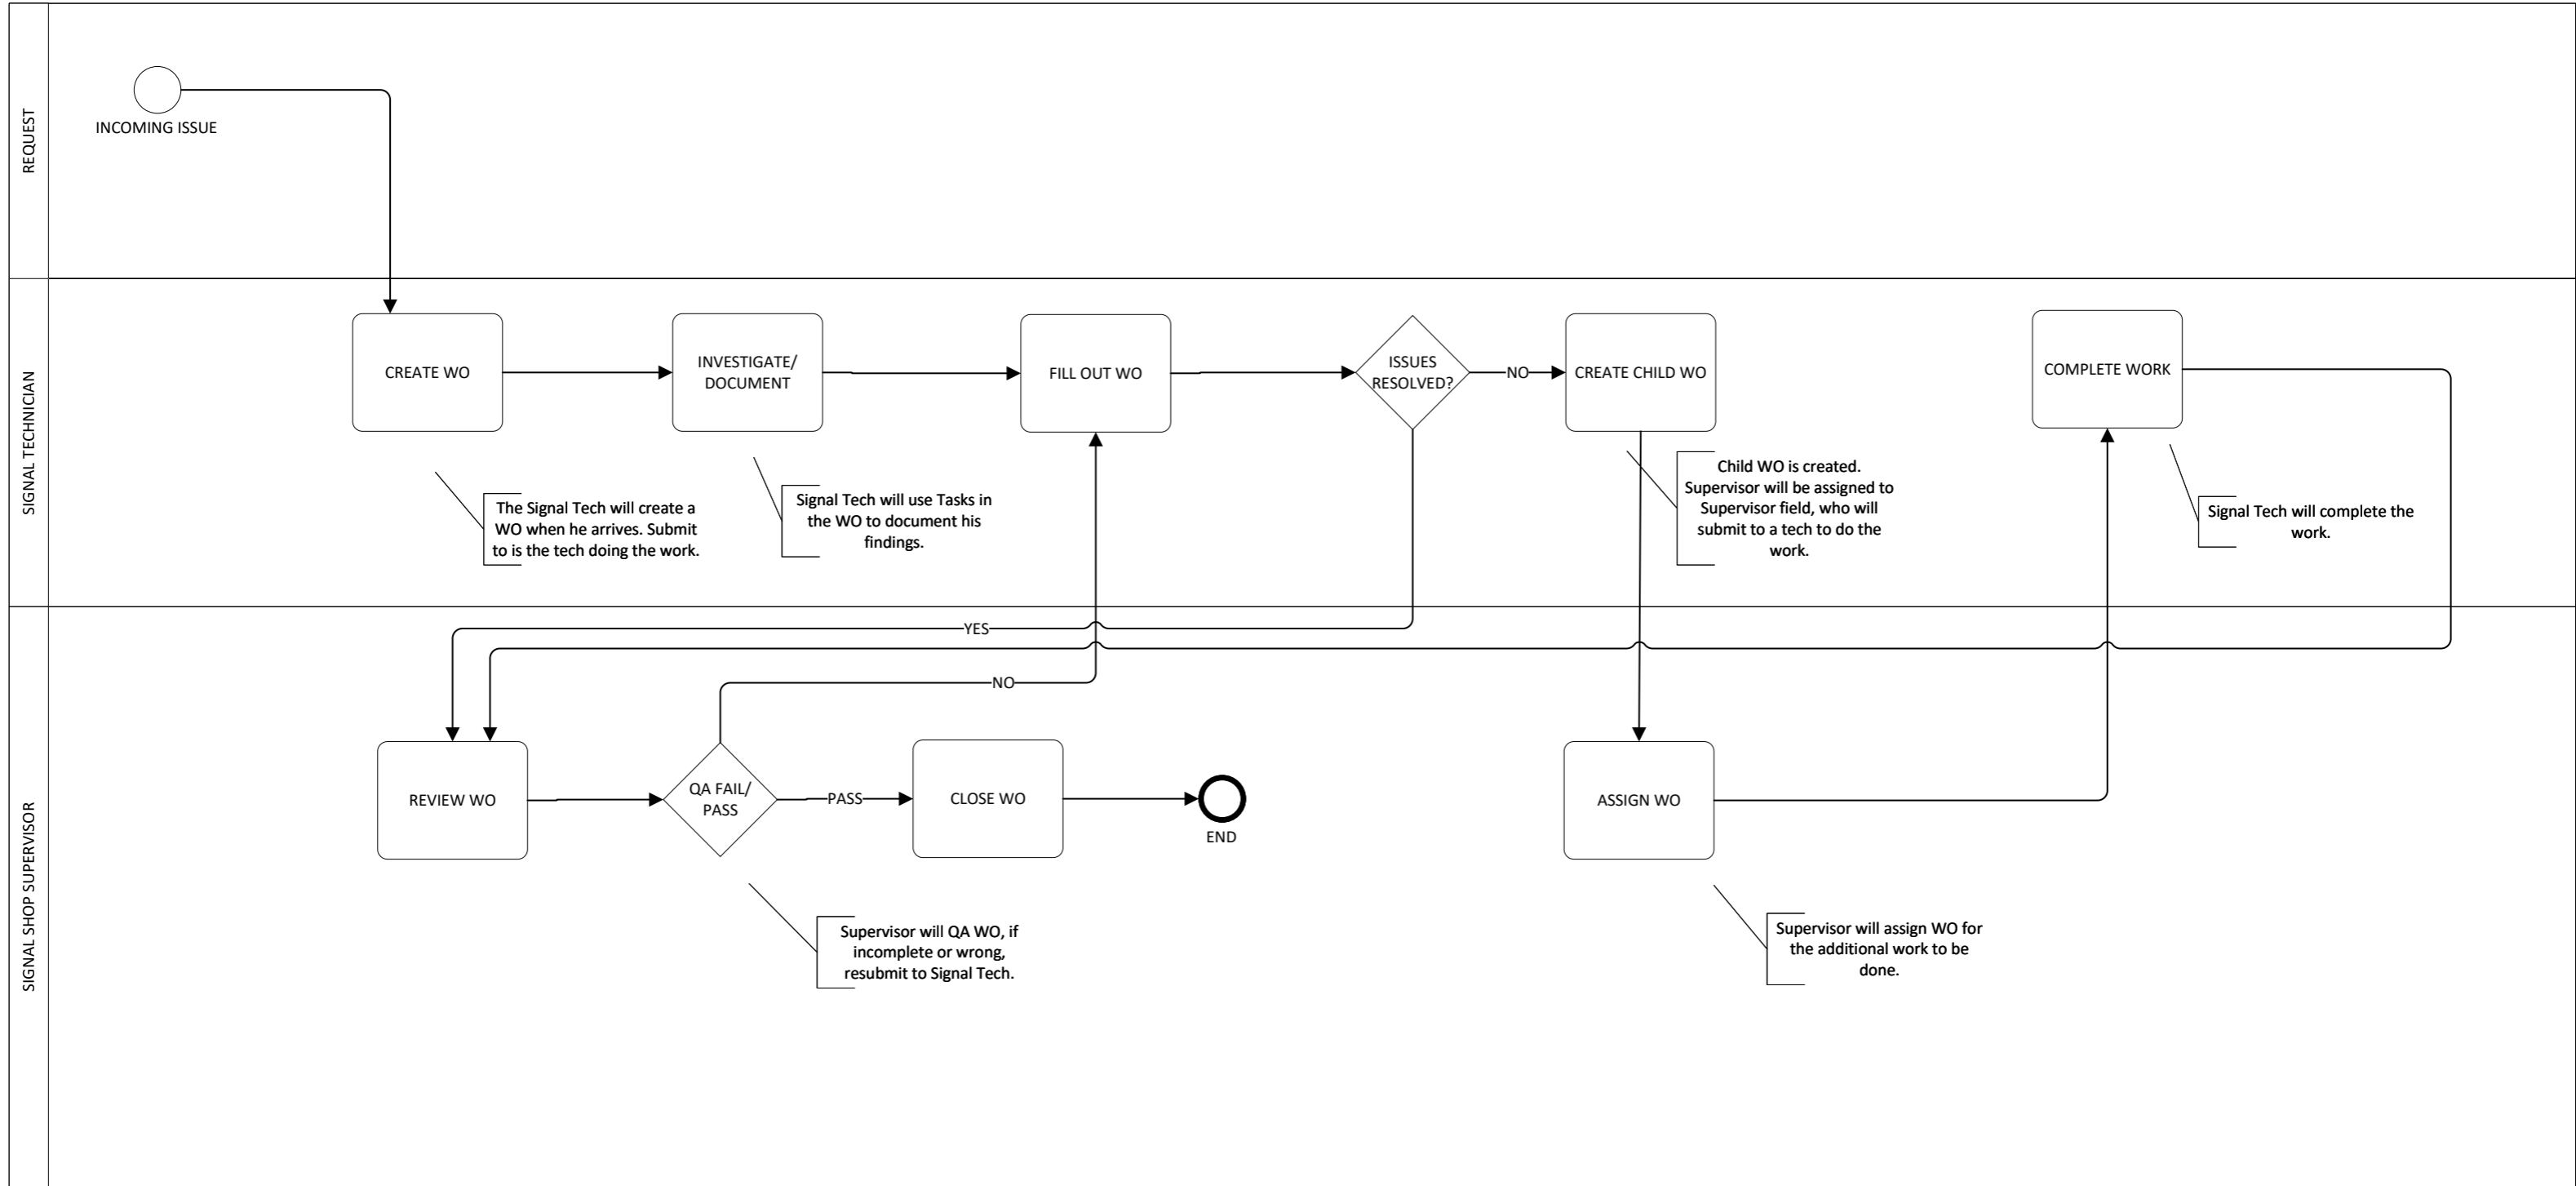 REQUEST
INCOMING ISSUE
SIGNAL TECHNICIAN
CREATE WO
INVESTIGATE/
DOCUMENT
FILL OUT WO
ISSUES
RESOLVED?
NO
CREATE CHILD WO
COMPLETE WORK
The Signal Tech will create a
WO when he arrives. Submit
to is the tech doing the work.
Signal Tech will use Tasks in
the WO to document his
findings.
Child WO is created.
Supervisor will be assigned to
Supervisor field, who will
submit to a tech to do the
work.
Signal Tech will complete the
work.
SIGNAL SHOP SUPERVISOR
YES
NO
REVIEW WO
QA FAIL/
PASS
PASS
CLOSE WO
END
ASSIGN WO
Supervisor will QA WO, if
incomplete or wrong,
resubmit to Signal Tech.
Supervisor will assign WO for
the additional work to be
done.